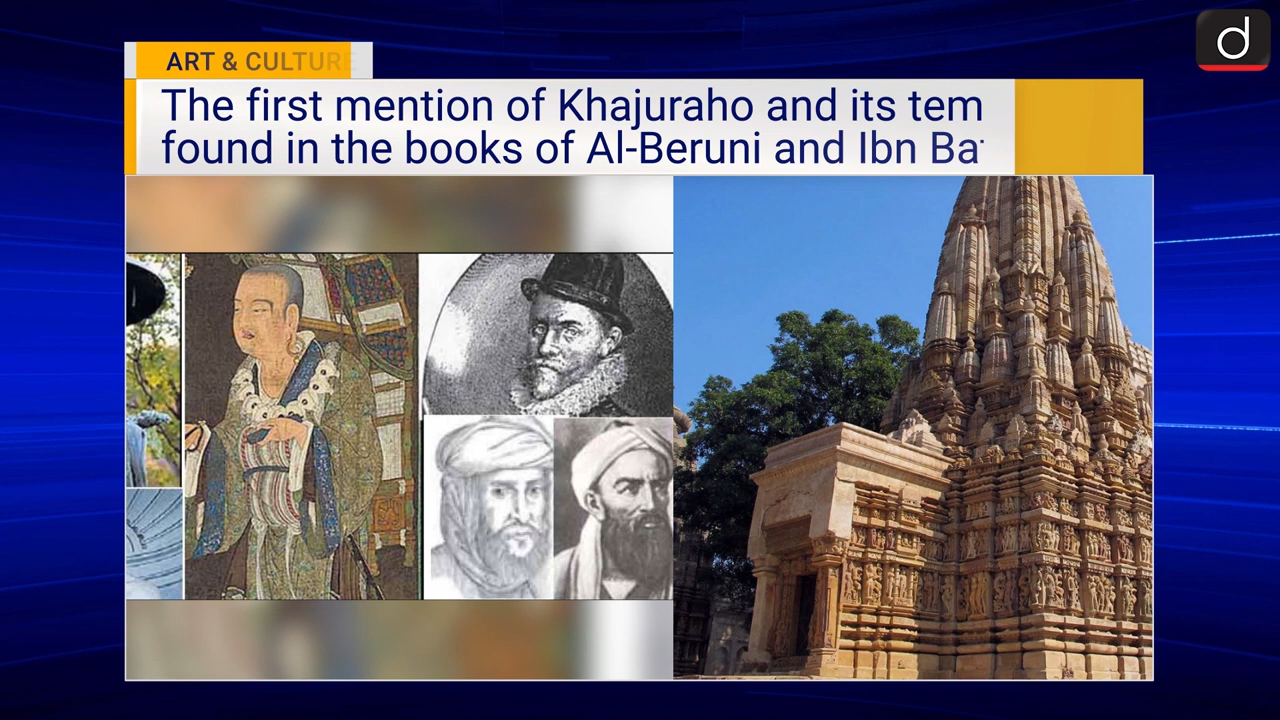 ART & CULTURE
The first mention of Khajuraho and its tem
found in the books of Al-Beruni and Ibn Ba
d